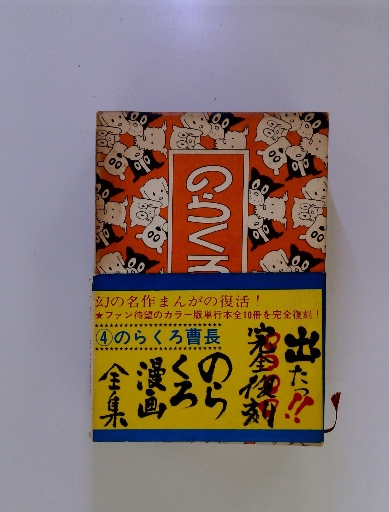 幻の名作まんがの復活！
★ファン待望のカラー版単行本全10冊を完全復刻！
④のらくろ曹長
出たっ!!
完全復刻
のらくろ
漫画
全集